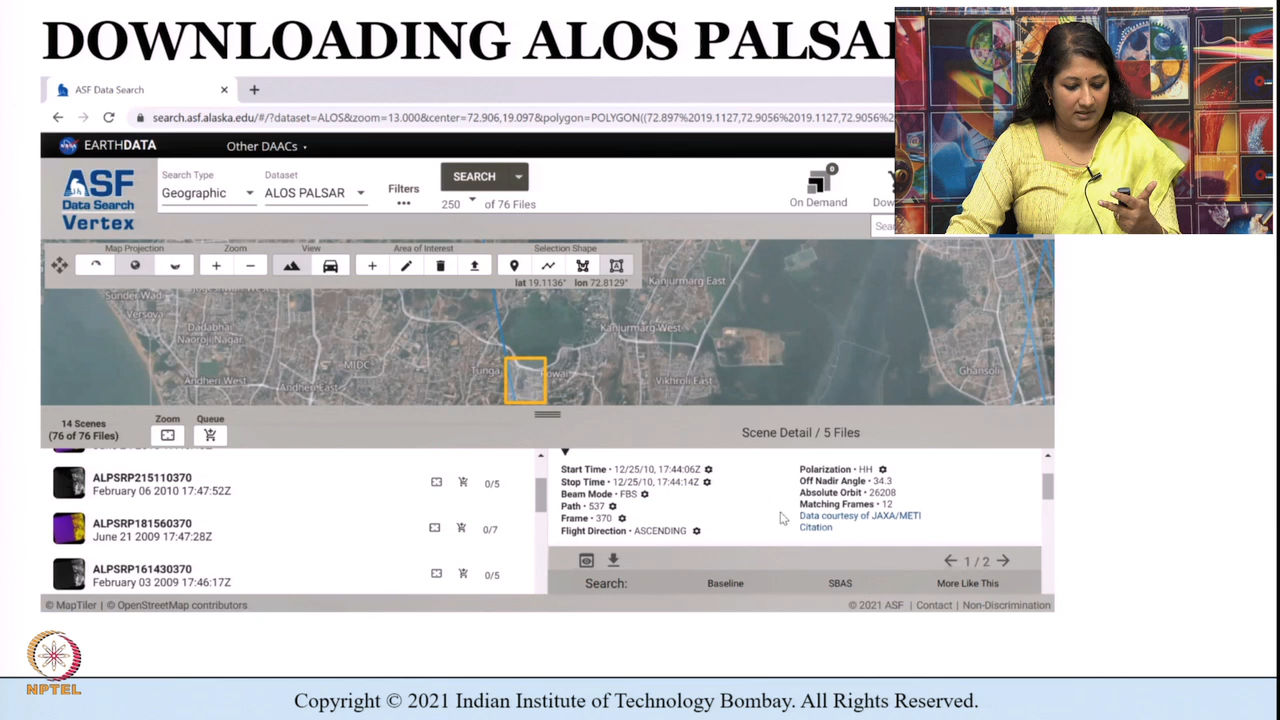 DOWNLOADING ALOS PALSA
ASF Data Search
search.asf.alaska.edu/#/?dataset=ALOS&zoom=13.000&center=72.906,19.097&polygon=POLYGON((72.897%2019.1127,72.9056%2019.1127,72.9056%2
EARTHDATA
Other DAACs
ASF
Data Search
Vertex
Search Type
Geographic
Dataset
ALOS PALSAR
Filters
SEARCH
250 of 76 Files
0
On Demand
Dow
Sea
Map Projection
Zoom
View
Area of Interest
Selection Shape
lat 19.1136° lon 72.8129°
Kanjurmarg East
Sunder Wad
Versova
Dadabhai
Naoroji Nagar
Kanjurmarg West
MIDC
Tunga
Powai
Andheri West
Andheri East
Vikhroli East
Ghansoli
14 Scenes
(76 of 76 Files)
Zoom
Queue
Scene Detail / 5 Files
ALPSRP215110370
February 06 2010 17:47:52Z
0/5
ALPSRP181560370
June 21 2009 17:47:28Z
0/7
ALPSRP161430370
February 03 2009 17:46:17Z
0/5
Start Time • 12/25/10, 17:44:06Z
Stop Time • 12/25/10, 17:44:14Z
Beam Mode • FBS
Path • 537
Frame • 370
Flight Direction • ASCENDING
Polarization • HH
Off Nadir Angle • 34.3
Absolute Orbit • 26208
Matching Frames • 12
Data courtesy of JAXA/METI
Citation
1 / 2
Search:
Baseline
SBAS
More Like This
© MapTiler | © OpenStreetMap contributors
© 2021 ASF | Contact | Non-Discrimination
NPTEL
Copyright © 2021 Indian Institute of Technology Bombay. All Rights Reserved.